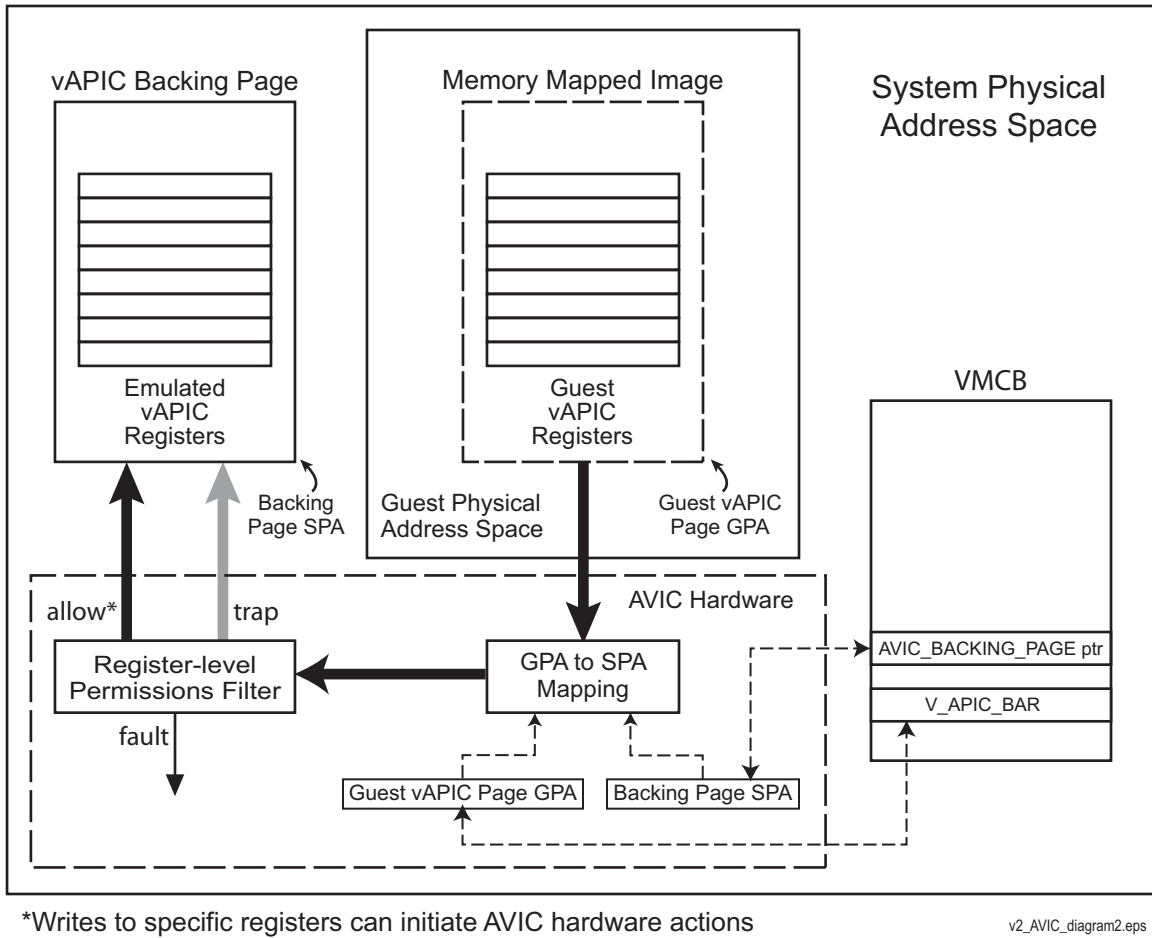 vAPIC Backing Page
Memory Mapped Image
System Physical
Address Space
Emulated
vAPIC
Registers
Guest
vAPIC
Registers
VMCB
Backing
Page SPA
Guest Physical
Address Space
Guest vAPIC
Page GPA
AVIC Hardware
allow*
trap
Register-level
Permissions Filter
GPA to SPA
Mapping
AVIC_BACKING_PAGE ptr
V_APIC_BAR
fault
Guest vAPIC Page GPA
Backing Page SPA
*Writes to specific registers can initiate AVIC hardware actions
v2_AVIC_diagram2.eps